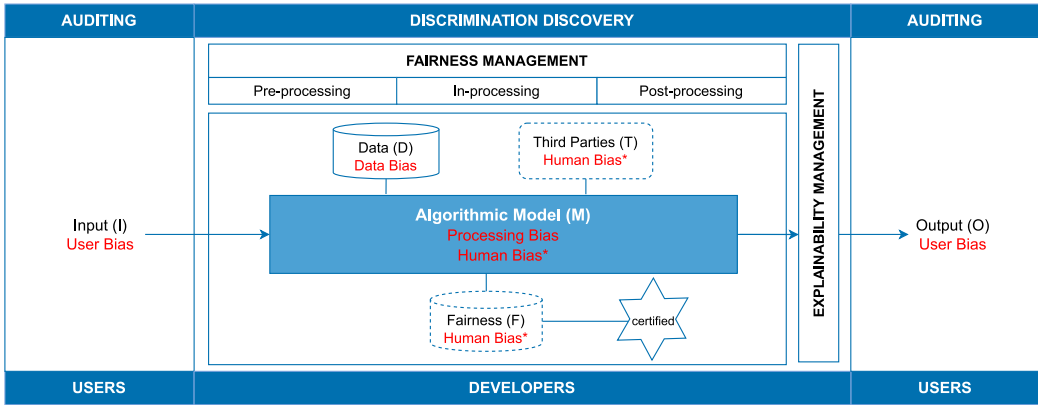 AUDITING
DISCRIMINATION DISCOVERY
AUDITING
FAIRNESS MANAGEMENT
Pre-processing
In-processing
Post-processing
Data (D)
Data Bias
Third Parties (T)
Human Bias*
Input (I)
User Bias
Algorithmic Model (M)
Processing Bias
Human Bias*
EXPLAINABILITY MANAGEMENT
Output (O)
User Bias
Fairness (F)
Human Bias*
certified
USERS
DEVELOPERS
USERS